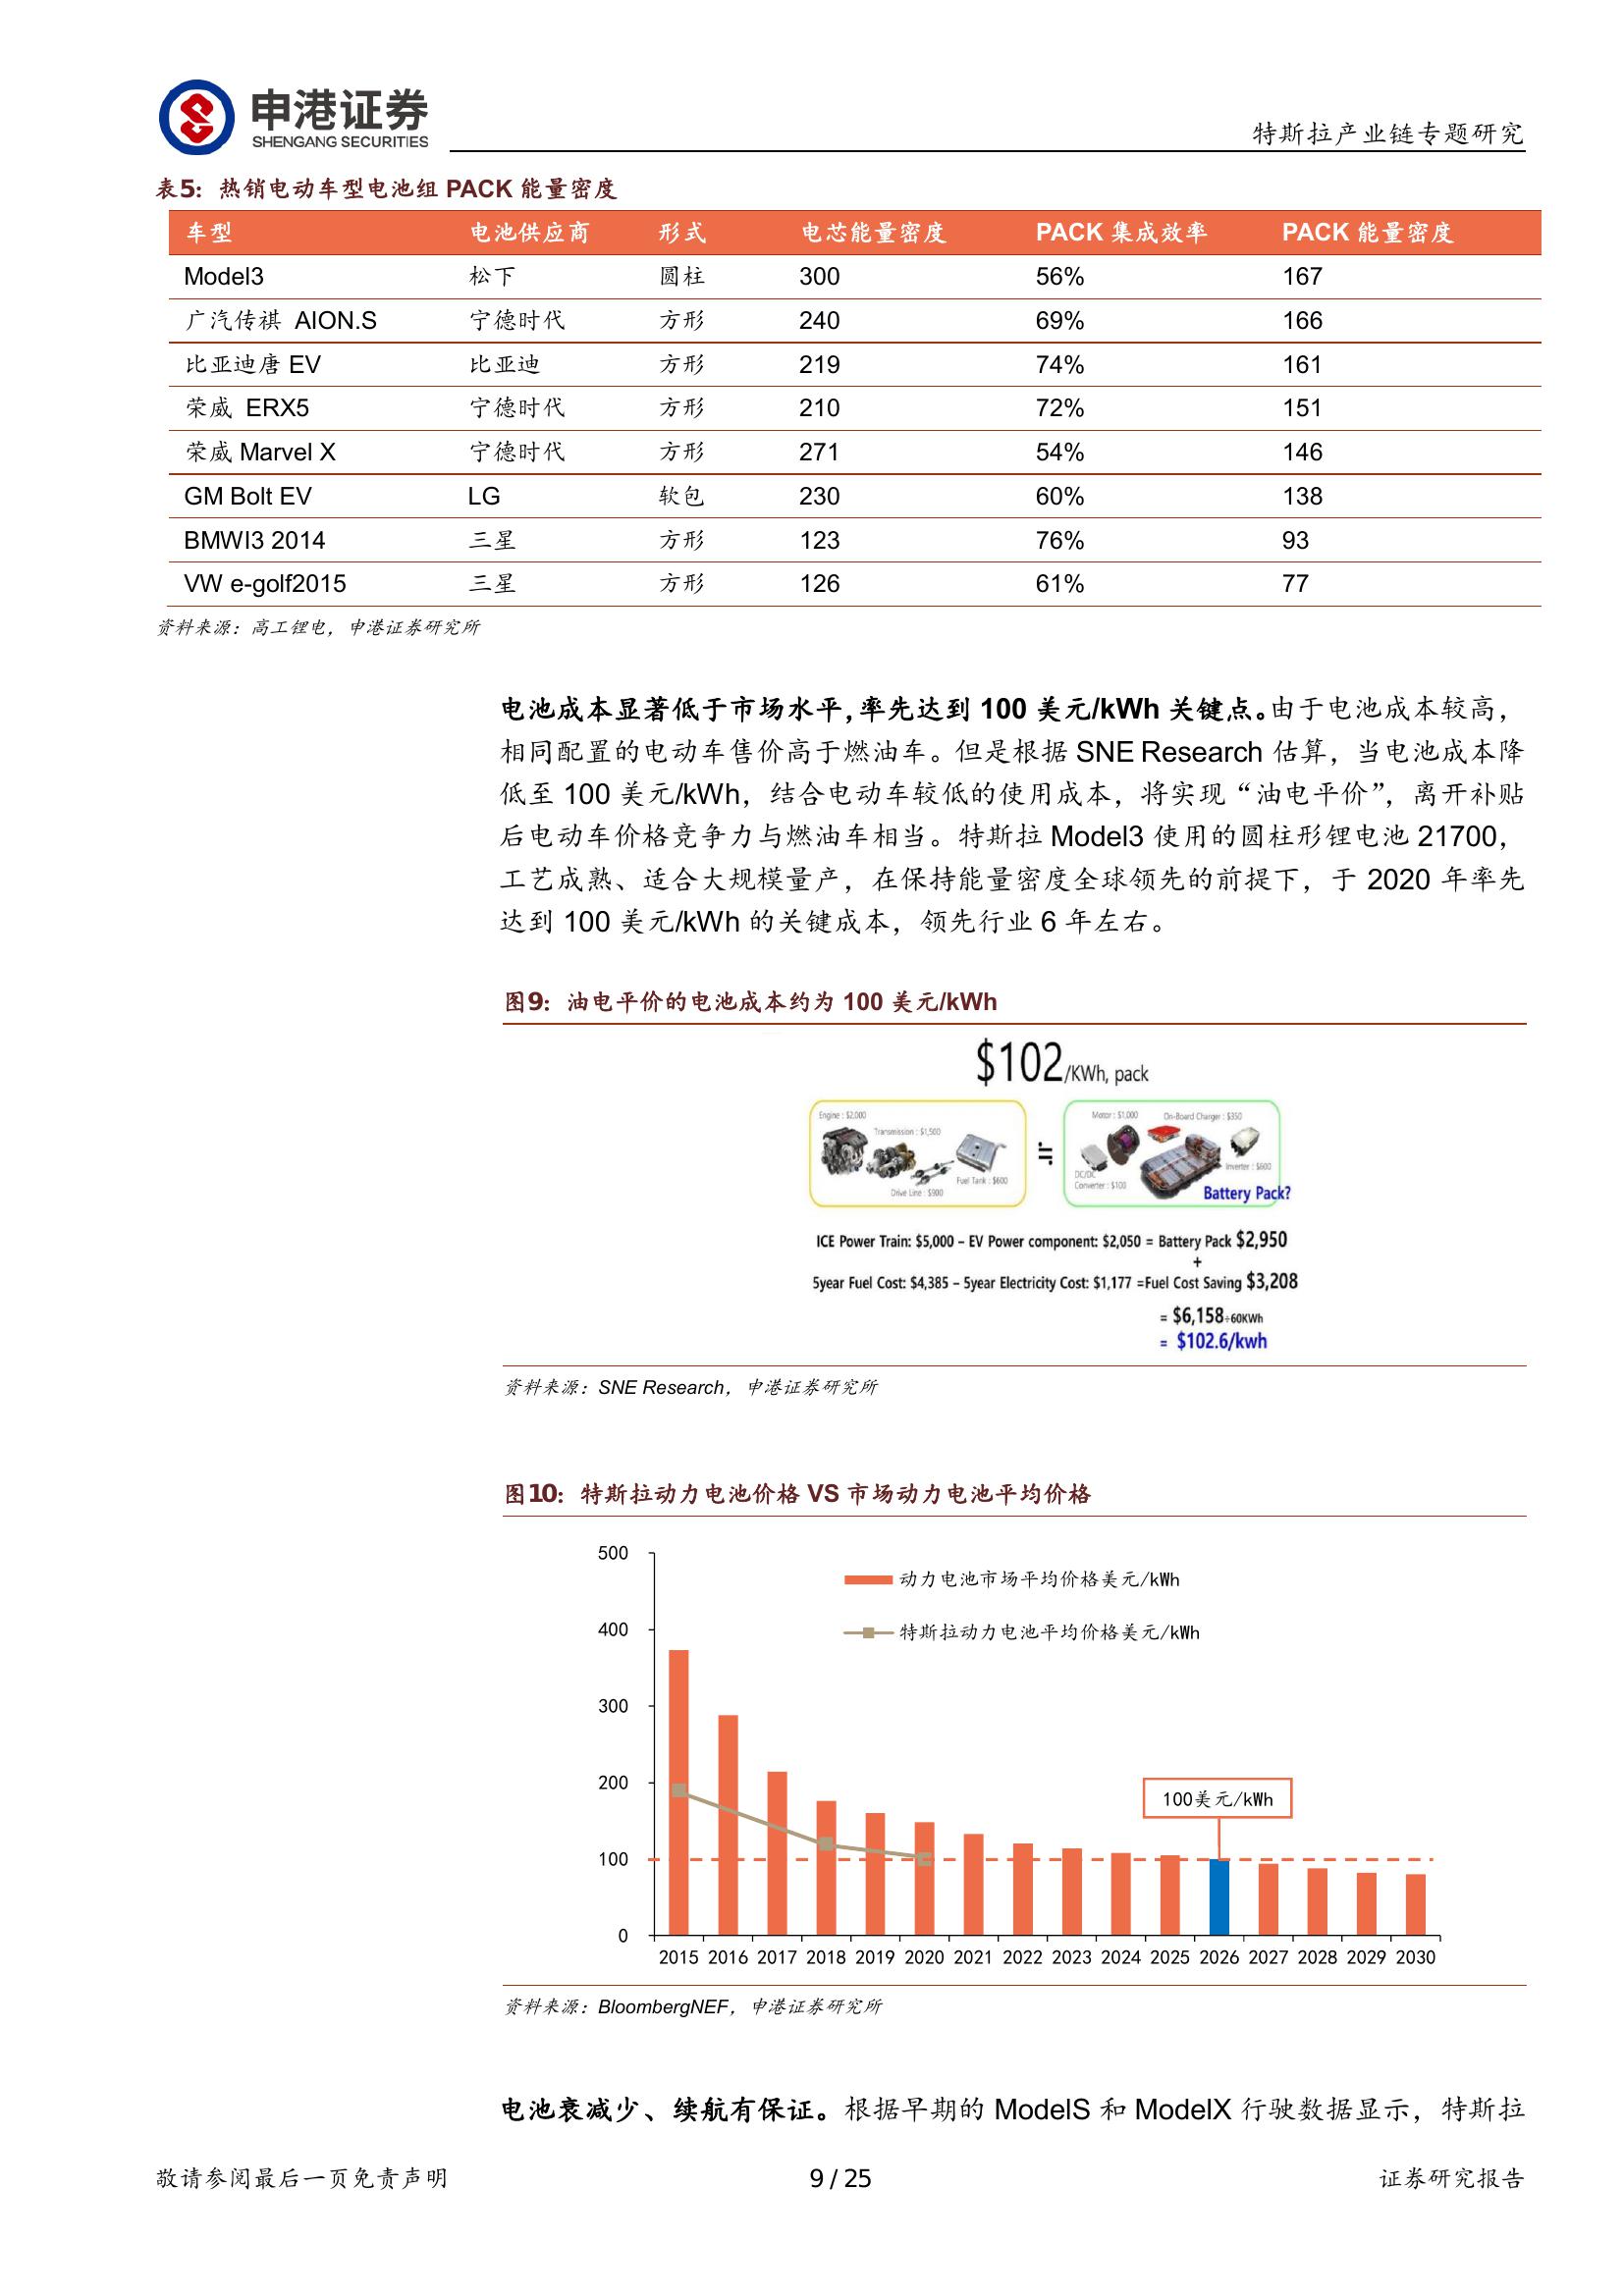 申港证券
SHENGANG SECURITIES
特斯拉产业链专题研究
表5：热销电动车型电池组 PACK 能量密度
车型 电池供应商 形式 电芯能量密度 PACK 集成效率 PACK 能量密度
Model3 松下 圆柱 300 56% 167
广汽传祺 AION.S 宁德时代 方形 240 69% 166
比亚迪唐 EV 比亚迪 方形 219 74% 161
荣威 ERX5 宁德时代 方形 210 72% 151
荣威 Marvel X 宁德时代 方形 271 54% 146
GM Bolt EV LG 软包 230 60% 138
BMWI3 2014 三星 方形 123 76% 93
VW e-golf2015 三星 方形 126 61% 77
资料来源：高工锂电，申港证券研究所
电池成本显著低于市场水平，率先达到 100 美元/kWh 关键点。由于电池成本较高，
相同配置的电动车售价高于燃油车。但是根据 SNE Research 估算，当电池成本降
低至 100 美元/kWh，结合电动车较低的使用成本，将实现“油电平价”，离开补贴
后电动车价格竞争力与燃油车相当。特斯拉 Model3 使用的圆柱形锂电池 21700，
工艺成熟、适合大规模量产，在保持能量密度全球领先的前提下，于 2020 年率先
达到 100 美元/kWh 的关键成本，领先行业 6 年左右。
图9：油电平价的电池成本约为 100 美元/kWh
$102/KWh, pack
Engine : $2,000
Transmission : $1,500
Drive Line : $900
Fuel Tank : $600
Motor : $1,000
On-Board Charger : $350
DC/DC
Converter : $100
Inverter : $600
Battery Pack?
ICE Power Train: $5,000 – EV Power component: $2,050 = Battery Pack $2,950
+
5year Fuel Cost: $4,385 – 5year Electricity Cost: $1,177 =Fuel Cost Saving $3,208
= $6,158÷60KWh
= $102.6/kwh
资料来源：SNE Research，申港证券研究所
图10：特斯拉动力电池价格 VS 市场动力电池平均价格
500
400
300
200
100
0
动力电池市场平均价格美元/kWh
特斯拉动力电池平均价格美元/kWh
100美元/kWh
2015 2016 2017 2018 2019 2020 2021 2022 2023 2024 2025 2026 2027 2028 2029 2030
资料来源：BloombergNEF，申港证券研究所
电池衰减少、续航有保证。根据早期的 ModelS 和 ModelX 行驶数据显示，特斯拉
敬请参阅最后一页免责声明 9 / 25 证券研究报告